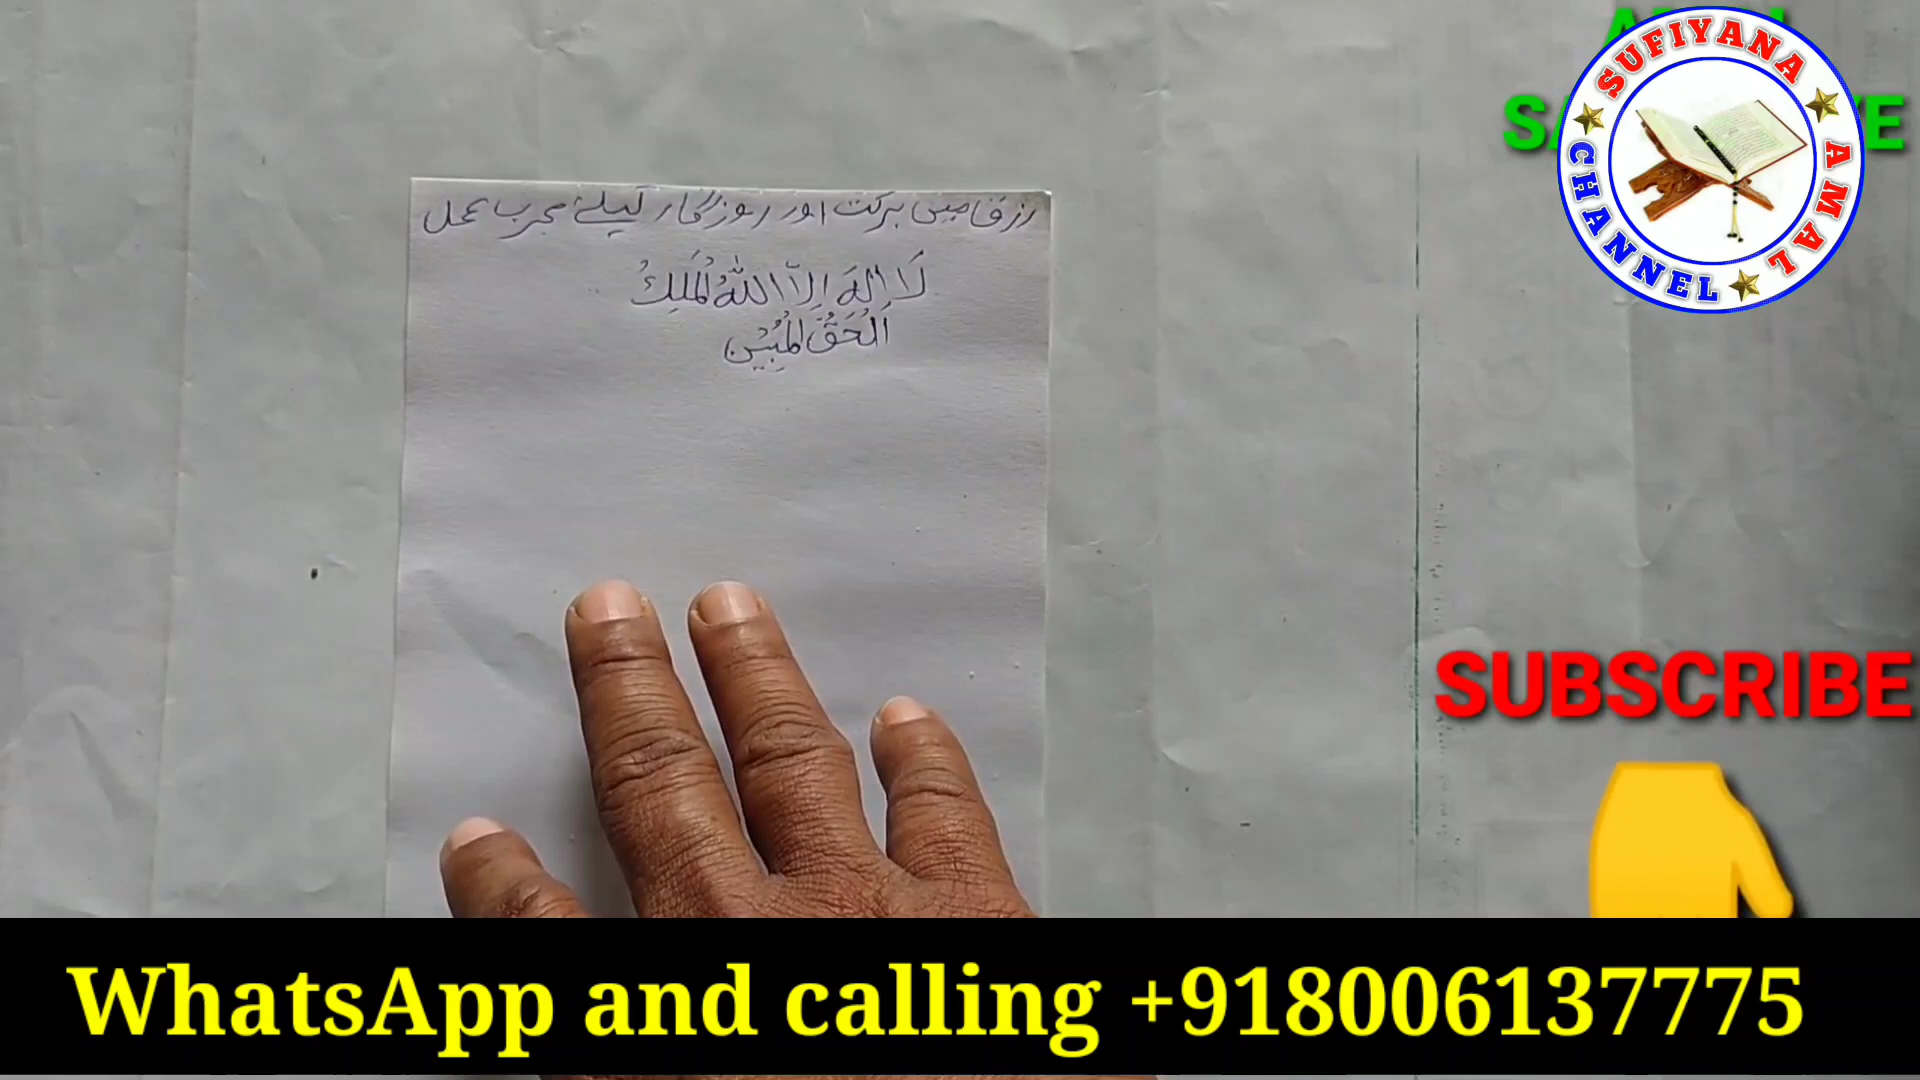 رزق میں برکت اور روزگار کیلئے مجرب عمل
لَا اِلٰهَ اِلَّا اللّٰهُ الْمَلِكُ
اَلْحَقُّ الْمُبِيْن
SUFIYANA AMAL CHANNEL
SUBSCRIBE
WhatsApp and calling +918006137775